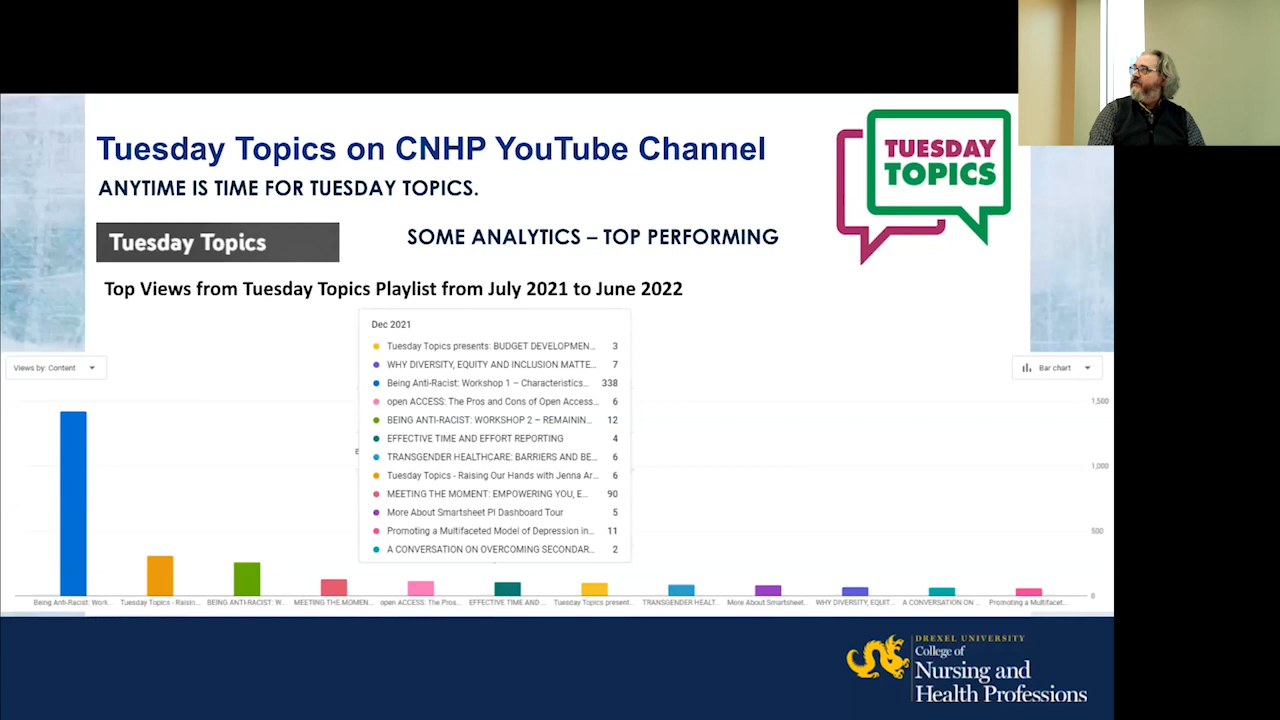 Tuesday Topics on CNHP YouTube Channel
ANYTIME IS TIME FOR TUESDAY TOPICS.
TUESDAY
TOPICS
Tuesday Topics
SOME ANALYTICS – TOP PERFORMING
Top Views from Tuesday Topics Playlist from July 2021 to June 2022
Views by: Content
Bar chart
Dec 2021
Tuesday Topics presents: BUDGET DEVELOPMEN... 3
WHY DIVERSITY, EQUITY AND INCLUSION MATTE... 7
Being Anti-Racist: Workshop 1 – Characteristics... 338
open ACCESS: The Pros and Cons of Open Access... 6
BEING ANTI-RACIST: WORKSHOP 2 – REMAININ... 12
EFFECTIVE TIME AND EFFORT REPORTING 4
TRANSGENDER HEALTHCARE: BARRIERS AND BE... 6
Tuesday Topics - Raising Our Hands with Jenna Ar... 6
MEETING THE MOMENT: EMPOWERING YOU, E... 90
More About Smartsheet PI Dashboard Tour 5
Promoting a Multifaceted Model of Depression in... 11
A CONVERSATION ON OVERCOMING SECONDAR... 2
1,500
1,000
500
0
Being Anti-Racist: Work...
Tuesday Topics - Raisin...
BEING ANTI-RACIST: W...
MEETING THE MOMEN...
open ACCESS: The Pros...
EFFECTIVE TIME AND ...
Tuesday Topics present...
TRANSGENDER HEALT...
More About Smartsheet...
WHY DIVERSITY, EQUIT...
A CONVERSATION ON ...
Promoting a Multifacet...
DREXEL UNIVERSITY
College of
Nursing and
Health Professions